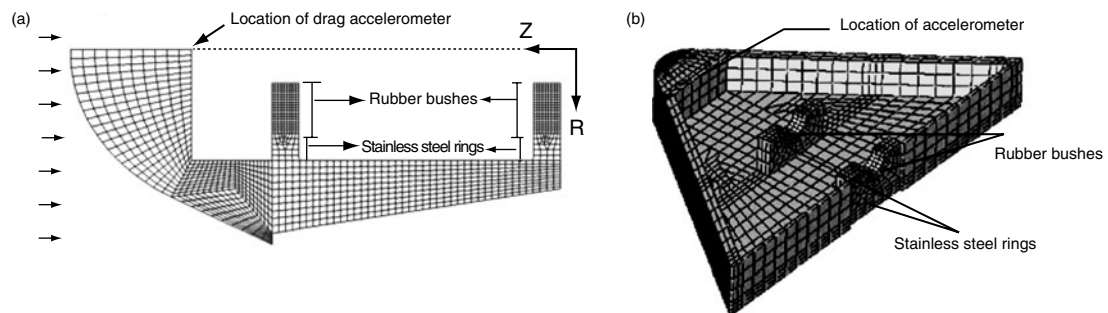 (a)
Location of drag accelerometer
Z
R
Rubber bushes
Stainless steel rings
(b)
Location of accelerometer
Rubber bushes
Stainless steel rings